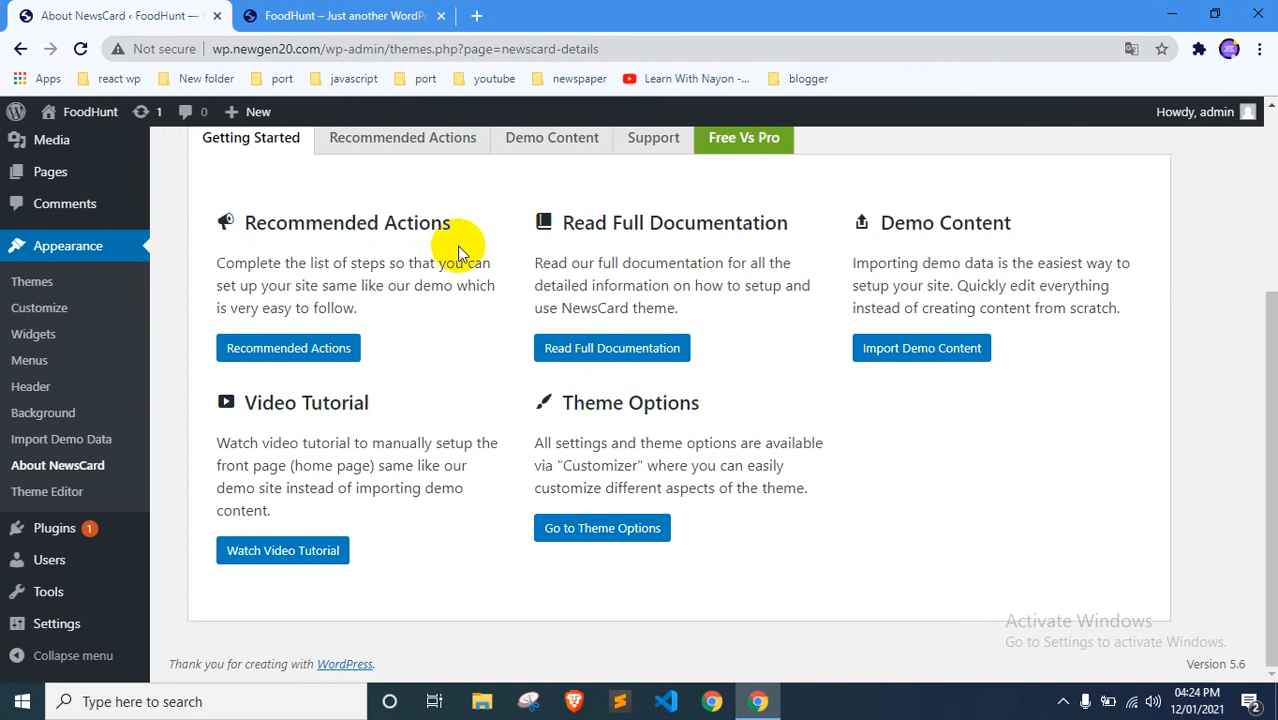 About NewsCard ‹ FoodHunt —
FoodHunt – Just another WordPr
Not secure
wp.newgen20.com/wp-admin/themes.php?page=newscard-details
Apps
react wp
New folder
port
javascript
port
youtube
newspaper
Learn With Nayon -...
blogger
FoodHunt
1
0
New
Howdy, admin
Media
Pages
Comments
Appearance
Themes
Customize
Widgets
Menus
Header
Background
Import Demo Data
About NewsCard
Theme Editor
Plugins 1
Users
Tools
Settings
Collapse menu
Getting Started
Recommended Actions
Demo Content
Support
Free Vs Pro
Recommended Actions
Complete the list of steps so that you can
set up your site same like our demo which
is very easy to follow.
Recommended Actions
Read Full Documentation
Read our full documentation for all the
detailed information on how to setup and
use NewsCard theme.
Read Full Documentation
Demo Content
Importing demo data is the easiest way to
setup your site. Quickly edit everything
instead of creating content from scratch.
Import Demo Content
Video Tutorial
Watch video tutorial to manually setup the
front page (home page) same like our
demo site instead of importing demo
content.
Watch Video Tutorial
Theme Options
All settings and theme options are available
via "Customizer" where you can easily
customize different aspects of the theme.
Go to Theme Options
Activate Windows
Go to Settings to activate Windows.
Thank you for creating with WordPress.
Version 5.6
Type here to search
04:24 PM
12/01/2021
2